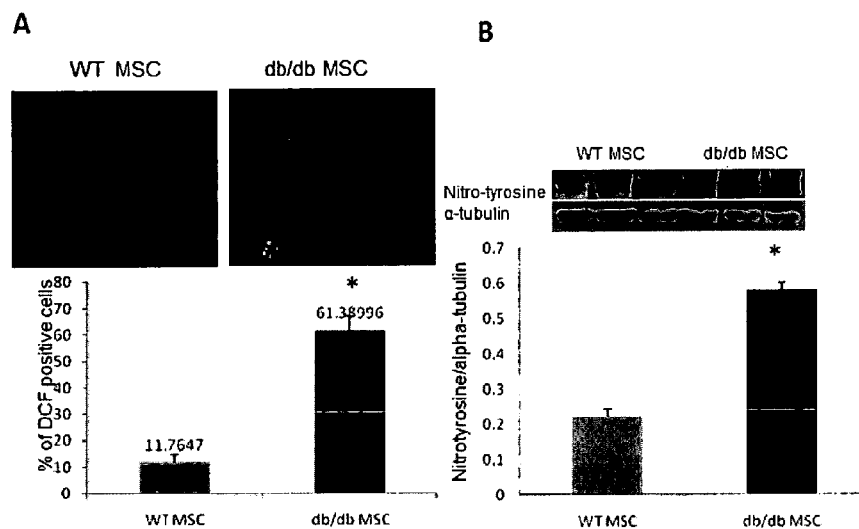 A
WT MSC
db/db MSC
% of DCF positive cells
80
70
60
50
40
30
20
10
0
*
61.38996
11.7647
WT MSC
db/db MSC
B
WT MSC
db/db MSC
Nitro-tyrosine
α-tubulin
Nitrotyrosine/alpha-tubulin
0.7
0.6
0.5
0.4
0.3
0.2
0.1
0
*
WT MSC
db/db MSC